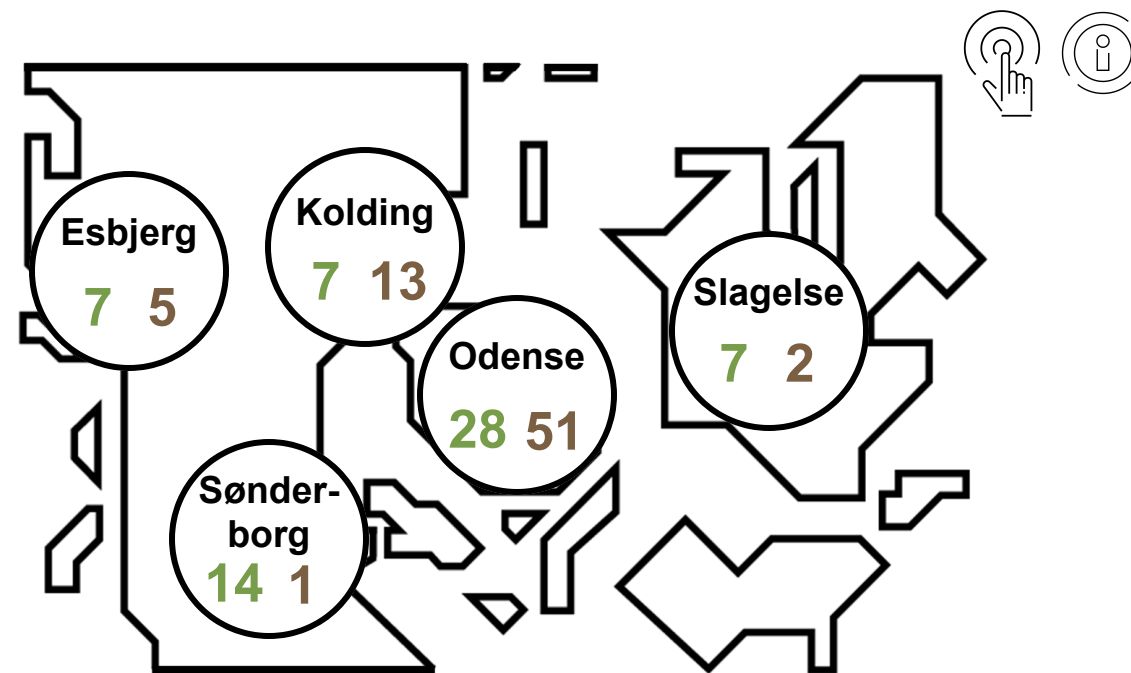 Esbjerg
7 5
Kolding
7 13
Odense
28 51
Slagelse
7 2
Sønder-
borg
14 1